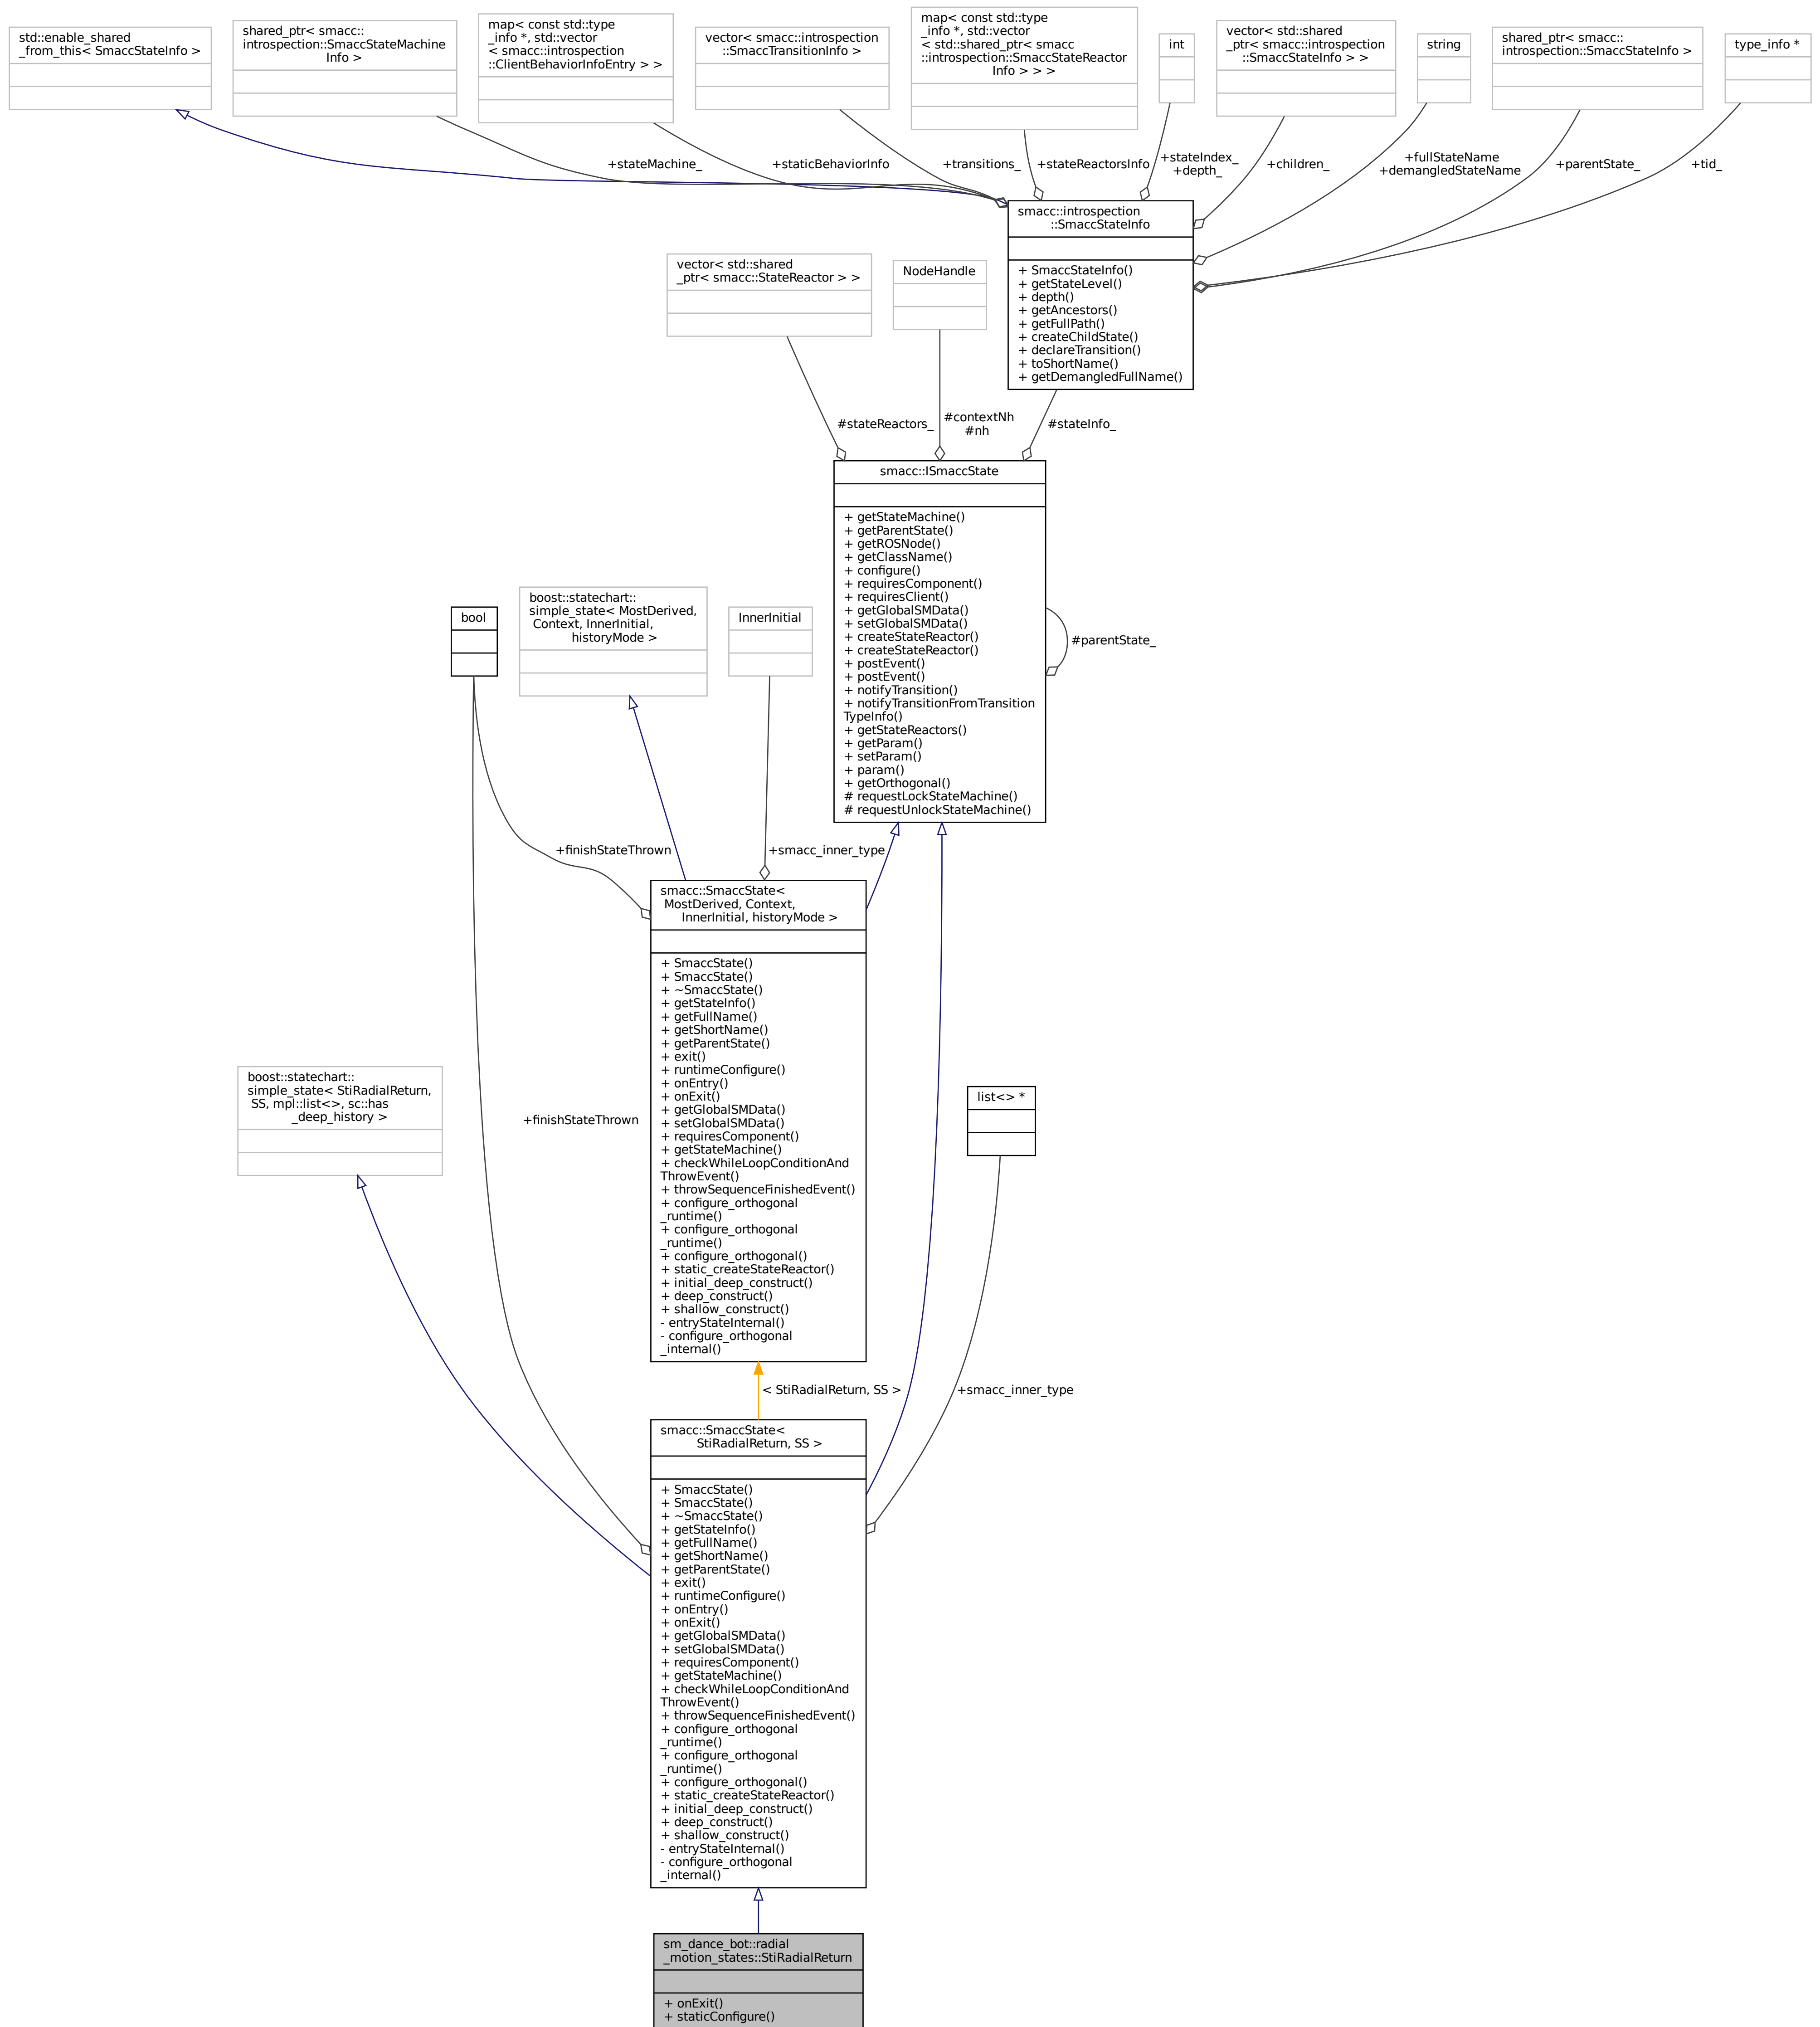 std::enable_shared
_from_this< SmaccStateInfo >
shared_ptr< smacc::
introspection::SmaccStateMachine
Info >
map< const std::type
_info *, std::vector
< smacc::introspection
::ClientBehaviorInfoEntry > >
vector< smacc::introspection
::SmaccTransitionInfo >
map< const std::type
_info *, std::vector
< std::shared_ptr< smacc
::introspection::SmaccStateReactor
Info > > >
int
vector< std::shared
_ptr< smacc::introspection
::SmaccStateInfo > >
string
shared_ptr< smacc::
introspection::SmaccStateInfo >
type_info *
+stateMachine_
+staticBehaviorInfo
+transitions_
+stateReactorsInfo
+stateIndex_
+depth_
+children_
+fullStateName
+demangledStateName
+parentState_
+tid_
smacc::introspection
::SmaccStateInfo
+ SmaccStateInfo()
+ getStateLevel()
+ depth()
+ getAncestors()
+ getFullPath()
+ createChildState()
+ declareTransition()
+ toShortName()
+ getDemangledFullName()
vector< std::shared
_ptr< smacc::StateReactor > >
NodeHandle
#stateReactors_
#contextNh
#nh
#stateInfo_
smacc::ISmaccState
+ getStateMachine()
+ getParentState()
+ getROSNode()
+ getClassName()
+ configure()
+ requiresComponent()
+ requiresClient()
+ getGlobalSMData()
+ setGlobalSMData()
+ createStateReactor()
+ createStateReactor()
+ postEvent()
+ postEvent()
+ notifyTransition()
+ notifyTransitionFromTransition
TypeInfo()
+ getStateReactors()
+ getParam()
+ setParam()
+ param()
+ getOrthogonal()
# requestLockStateMachine()
# requestUnlockStateMachine()
#parentState_
bool
boost::statechart::
simple_state< MostDerived,
Context, InnerInitial,
historyMode >
InnerInitial
+finishStateThrown
+smacc_inner_type
smacc::SmaccState<
MostDerived, Context,
InnerInitial, historyMode >
+ SmaccState()
+ SmaccState()
+ ~SmaccState()
+ getStateInfo()
+ getFullName()
+ getShortName()
+ getParentState()
+ exit()
+ runtimeConfigure()
+ onEntry()
+ onExit()
+ getGlobalSMData()
+ setGlobalSMData()
+ requiresComponent()
+ getStateMachine()
+ checkWhileLoopConditionAnd
ThrowEvent()
+ throwSequenceFinishedEvent()
+ configure_orthogonal
_runtime()
+ configure_orthogonal
_runtime()
+ configure_orthogonal()
+ static_createStateReactor()
+ initial_deep_construct()
+ deep_construct()
+ shallow_construct()
- entryStateInternal()
- configure_orthogonal
_internal()
boost::statechart::
simple_state< StiRadialReturn,
SS, mpl::list<>, sc::has
_deep_history >
+finishStateThrown
list<> *
< StiRadialReturn, SS >
+smacc_inner_type
smacc::SmaccState<
StiRadialReturn, SS >
+ SmaccState()
+ SmaccState()
+ ~SmaccState()
+ getStateInfo()
+ getFullName()
+ getShortName()
+ getParentState()
+ exit()
+ runtimeConfigure()
+ onEntry()
+ onExit()
+ getGlobalSMData()
+ setGlobalSMData()
+ requiresComponent()
+ getStateMachine()
+ checkWhileLoopConditionAnd
ThrowEvent()
+ throwSequenceFinishedEvent()
+ configure_orthogonal
_runtime()
+ configure_orthogonal
_runtime()
+ configure_orthogonal()
+ static_createStateReactor()
+ initial_deep_construct()
+ deep_construct()
+ shallow_construct()
- entryStateInternal()
- configure_orthogonal
_internal()
sm_dance_bot::radial
_motion_states::StiRadialReturn
+ onExit()
+ staticConfigure()